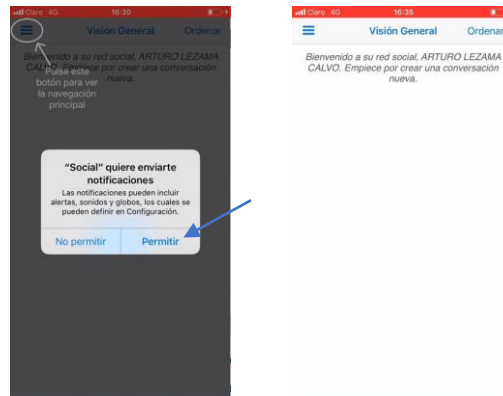 Claro 4G 16:30
Visión General Ordenar
Bienvenido a su red social, ARTURO LEZAMA
CALVO. Empiece por crear una conversación
nueva.
Pulse este
botón para ver
la navegación
principal
"Social" quiere enviarte
notificaciones
Las notificaciones pueden incluir
alertas, sonidos y globos, los cuales se
pueden definir en Configuración.
No permitir Permitir
Claro 4G 16:35
Visión General Ordenar
Bienvenido a su red social, ARTURO LEZAMA
CALVO. Empiece por crear una conversación
nueva.